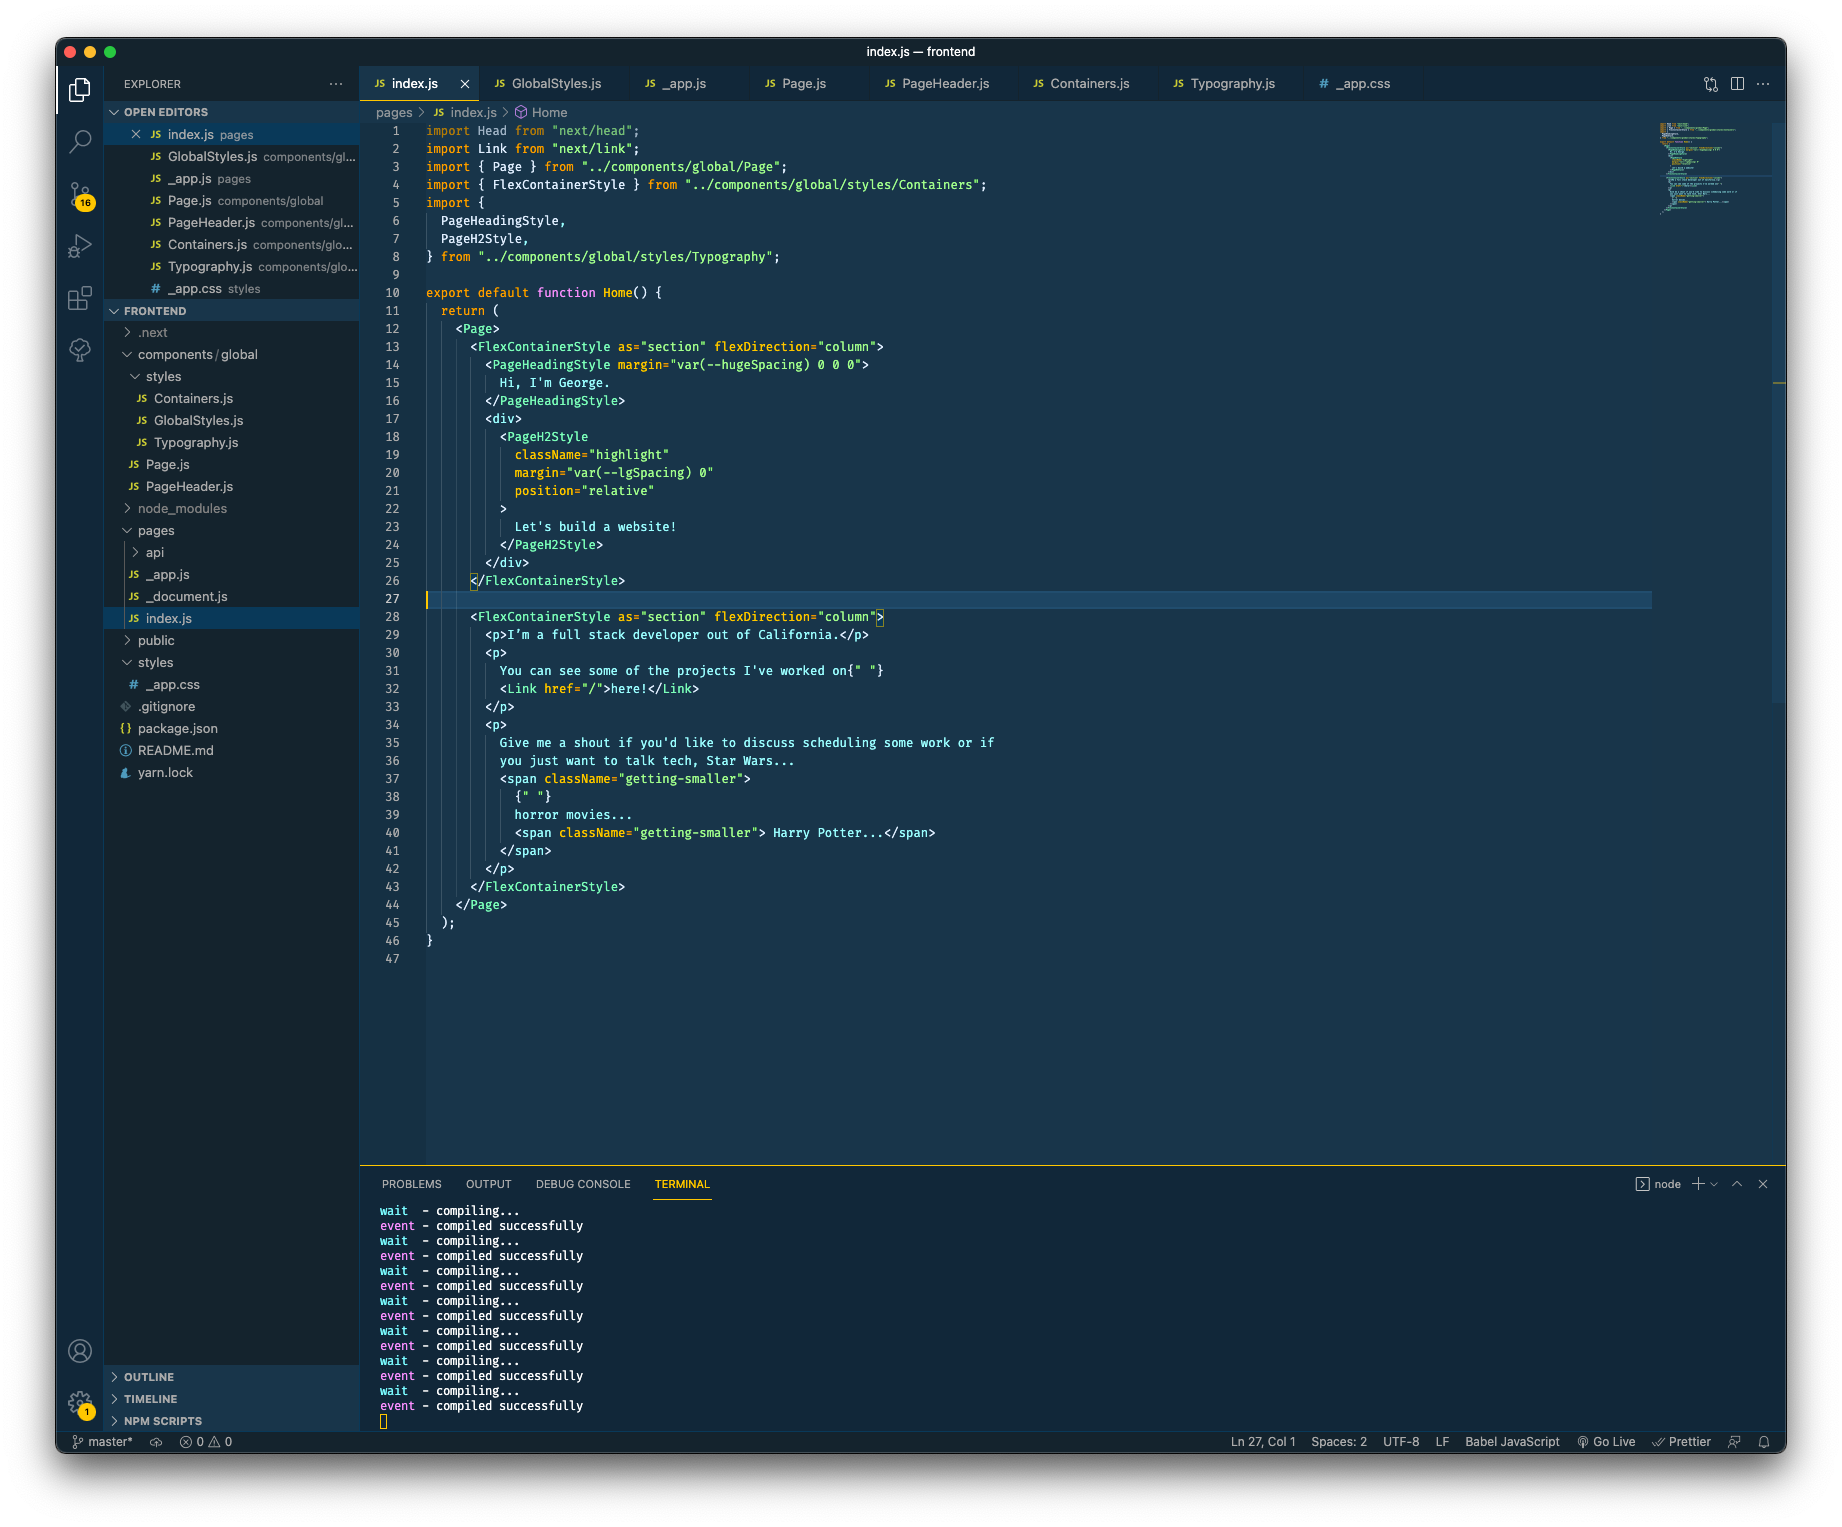 index.js — frontend
EXPLORER
OPEN EDITORS
JS index.js pages
JS GlobalStyles.js components/gl...
JS _app.js pages
JS Page.js components/global
JS PageHeader.js components/gl...
JS Containers.js components/glo...
JS Typography.js components/glo...
# _app.css styles
FRONTEND
.next
components / global
styles
JS Containers.js
JS GlobalStyles.js
JS Typography.js
JS Page.js
JS PageHeader.js
node_modules
pages
api
JS _app.js
JS _document.js
JS index.js
public
styles
# _app.css
.gitignore
{} package.json
README.md
yarn.lock
OUTLINE
TIMELINE
NPM SCRIPTS
16
1
JS index.js JS GlobalStyles.js JS _app.js JS Page.js JS PageHeader.js JS Containers.js JS Typography.js # _app.css
pages > JS index.js > Home
1 import Head from "next/head";
2 import Link from "next/link";
3 import { Page } from "../components/global/Page";
4 import { FlexContainerStyle } from "../components/global/styles/Containers";
5 import {
6 PageHeadingStyle,
7 PageH2Style,
8 } from "../components/global/styles/Typography";
9
10 export default function Home() {
11 return (
12 <Page>
13 <FlexContainerStyle as="section" flexDirection="column">
14 <PageHeadingStyle margin="var(--hugeSpacing) 0 0 0">
15 Hi, I'm George.
16 </PageHeadingStyle>
17 <div>
18 <PageH2Style
19 className="highlight"
20 margin="var(--lgSpacing) 0"
21 position="relative"
22 >
23 Let's build a website!
24 </PageH2Style>
25 </div>
26 </FlexContainerStyle>
27
28 <FlexContainerStyle as="section" flexDirection="column">
29 <p>I’m a full stack developer out of California.</p>
30 <p>
31 You can see some of the projects I've worked on{" "}
32 <Link href="/">here!</Link>
33 </p>
34 <p>
35 Give me a shout if you'd like to discuss scheduling some work or if
36 you just want to talk tech, Star Wars...
37 <span className="getting-smaller">
38 {" "}
39 horror movies...
40 <span className="getting-smaller"> Harry Potter...</span>
41 </span>
42 </p>
43 </FlexContainerStyle>
44 </Page>
45 );
46 }
47
PROBLEMS OUTPUT DEBUG CONSOLE TERMINAL node
wait - compiling...
event - compiled successfully
wait - compiling...
event - compiled successfully
wait - compiling...
event - compiled successfully
wait - compiling...
event - compiled successfully
wait - compiling...
event - compiled successfully
wait - compiling...
event - compiled successfully
wait - compiling...
event - compiled successfully
master* 0 0 Ln 27, Col 1 Spaces: 2 UTF-8 LF Babel JavaScript Go Live Prettier